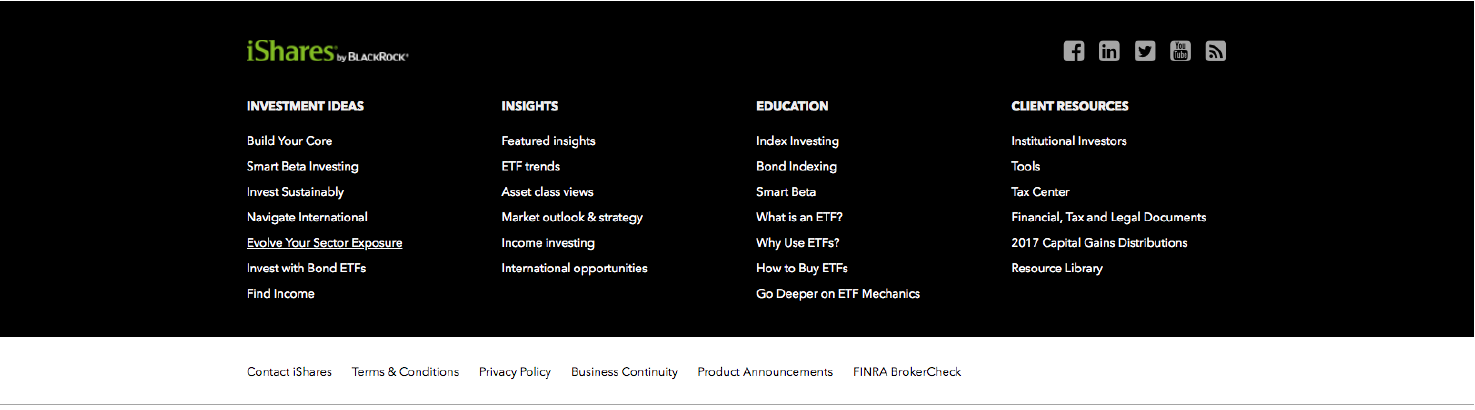 iShares® by BLACKROCK®
You Tube
INVESTMENT IDEAS
Build Your Core
Smart Beta Investing
Invest Sustainably
Navigate International
Evolve Your Sector Exposure
Invest with Bond ETFs
Find Income
INSIGHTS
Featured insights
ETF trends
Asset class views
Market outlook & strategy
Income investing
International opportunities
EDUCATION
Index Investing
Bond Indexing
Smart Beta
What is an ETF?
Why Use ETFs?
How to Buy ETFs
Go Deeper on ETF Mechanics
CLIENT RESOURCES
Institutional Investors
Tools
Tax Center
Financial, Tax and Legal Documents
2017 Capital Gains Distributions
Resource Library
Contact iShares Terms & Conditions Privacy Policy Business Continuity Product Announcements FINRA BrokerCheck